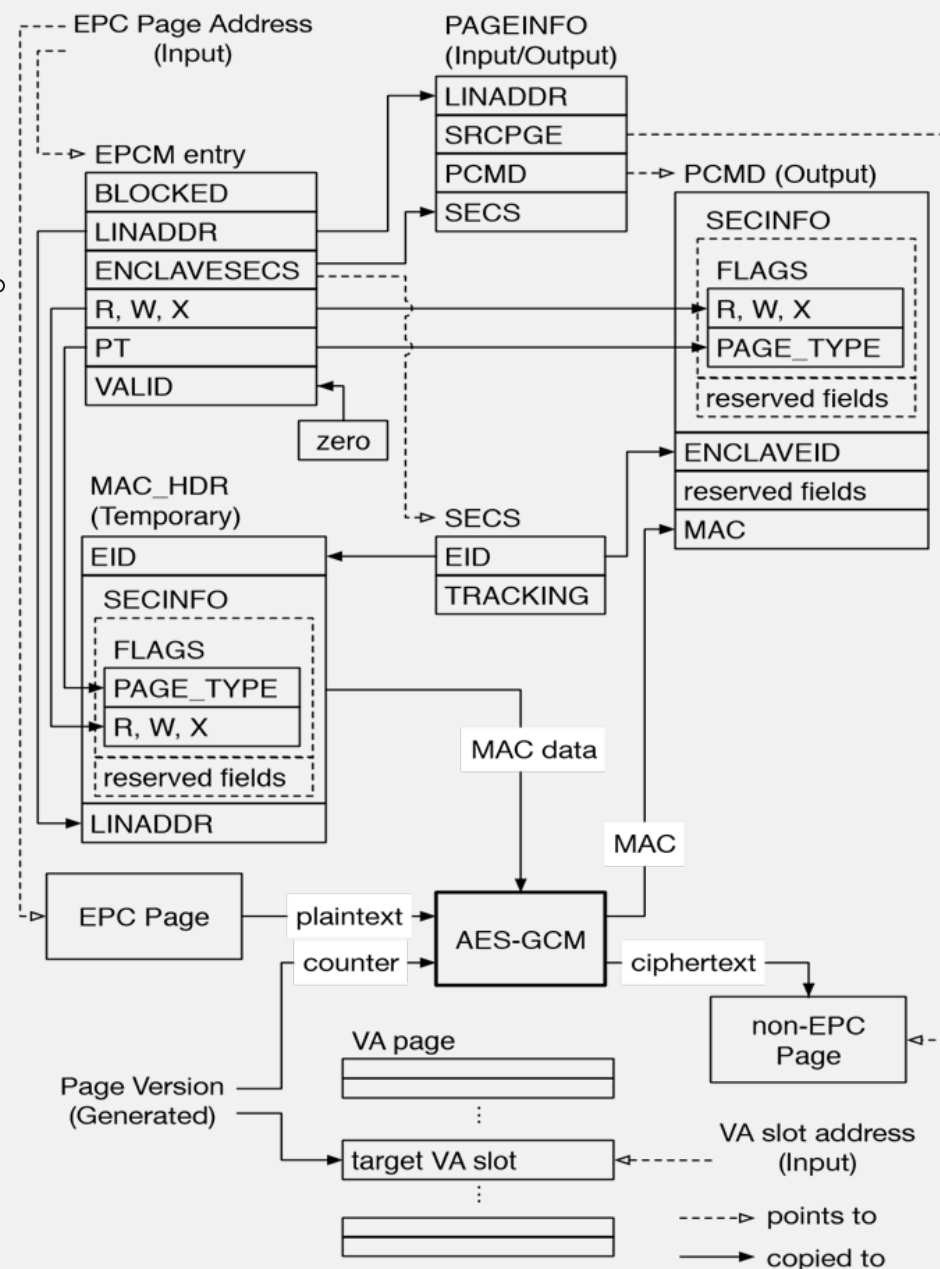 EPC Page Address
(Input)
PAGEINFO
(Input/Output)
LINADDR
SRCPGE
PCMD
SECS
EPCM entry
BLOCKED
LINADDR
ENCLAVESECS
R, W, X
PT
VALID
zero
PCMD (Output)
SECINFO
FLAGS
R, W, X
PAGE_TYPE
reserved fields
ENCLAVEID
reserved fields
MAC
MAC_HDR
(Temporary)
EID
SECINFO
FLAGS
PAGE_TYPE
R, W, X
reserved fields
LINADDR
SECS
EID
TRACKING
MAC data
MAC
EPC Page
plaintext
counter
AES-GCM
ciphertext
non-EPC
Page
VA page
Page Version
(Generated)
⋮
target VA slot
⋮
VA slot address
(Input)
points to
copied to